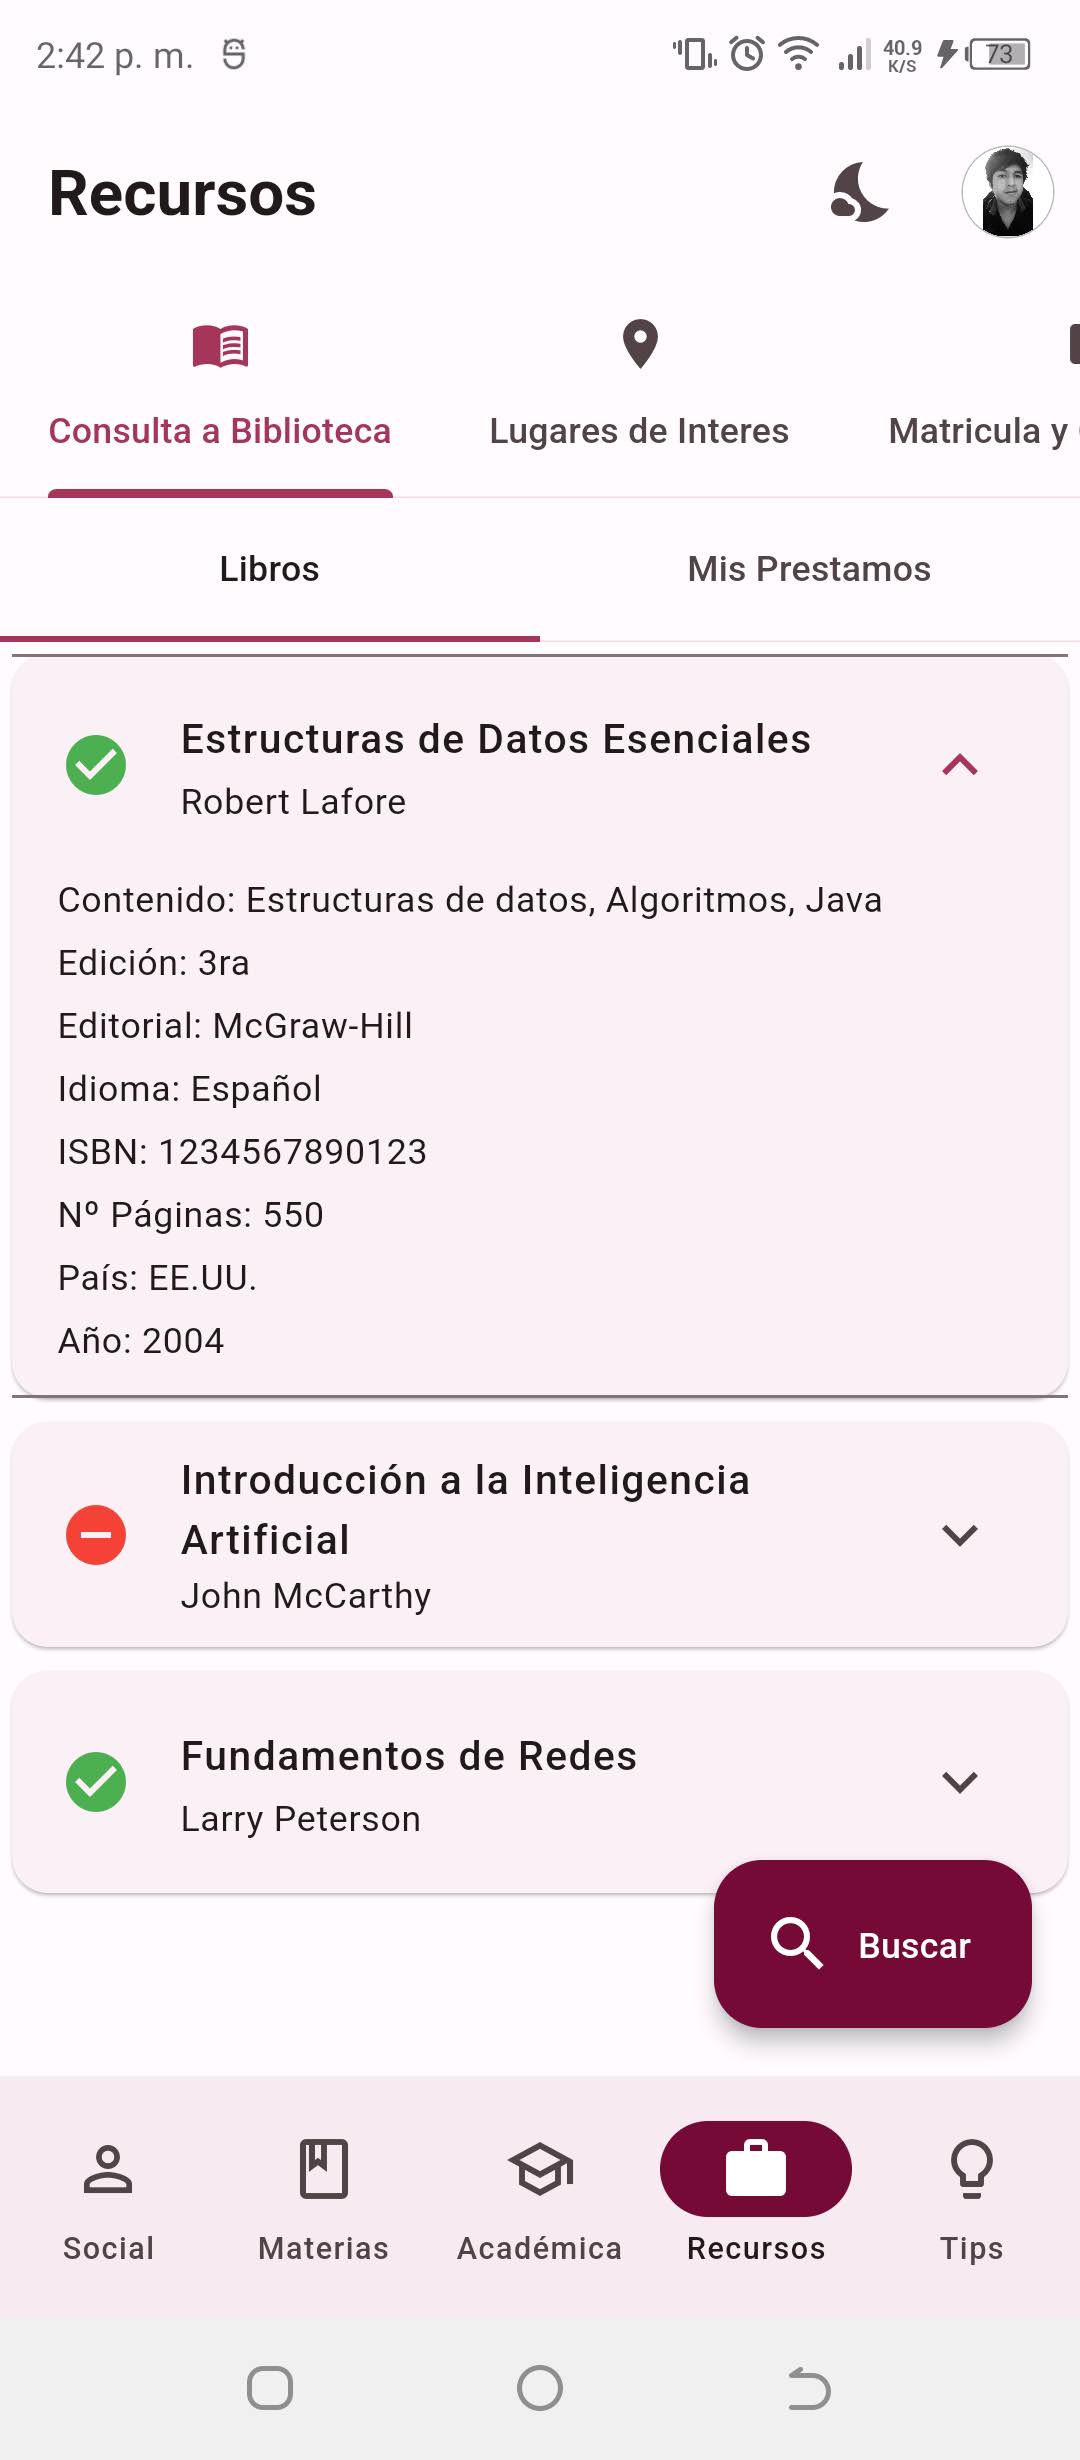 2:42 p. m.
40.9
K/S
73
Recursos
Consulta a Biblioteca
Lugares de Interes
Matricula y
Libros
Mis Prestamos
Estructuras de Datos Esenciales
Robert Lafore
Contenido: Estructuras de datos, Algoritmos, Java
Edición: 3ra
Editorial: McGraw-Hill
Idioma: Español
ISBN: 1234567890123
Nº Páginas: 550
País: EE.UU.
Año: 2004
Introducción a la Inteligencia
Artificial
John McCarthy
Fundamentos de Redes
Larry Peterson
Buscar
Social
Materias
Académica
Recursos
Tips